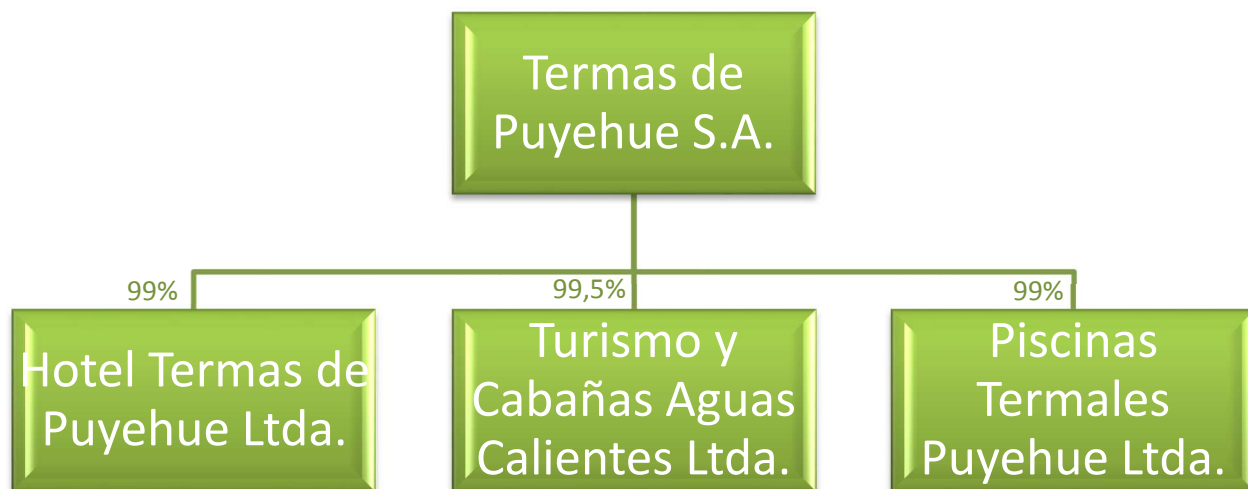 Termas de
Puyehue S.A.
99%
99,5%
99%
Hotel Termas de
Puyehue Ltda.
Turismo y
Cabañas Aguas
Calientes Ltda.
Piscinas
Termales
Puyehue Ltda.